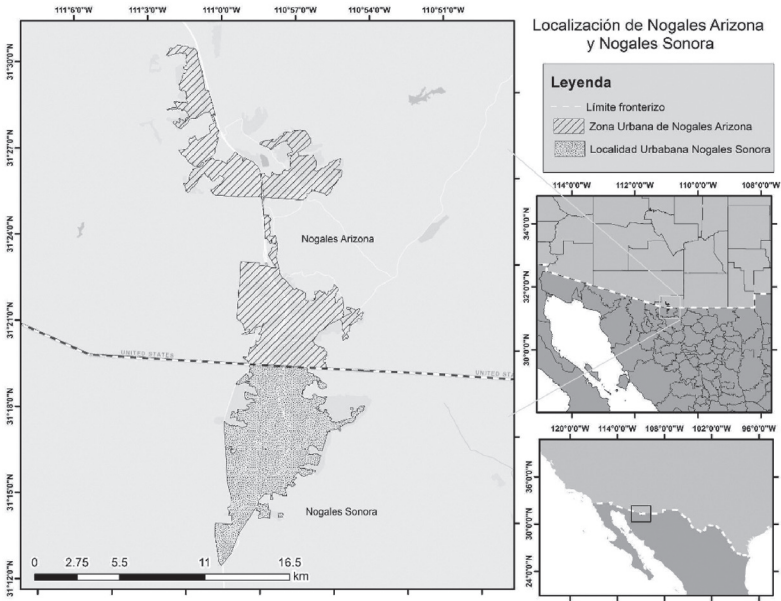 Localización de Nogales Arizona
y Nogales Sonora
Leyenda
Límite fronterizo
Zona Urbana de Nogales Arizona
Localidad Urbabana Nogales Sonora
111°6'0"W 111°3'0"W 111°0'0"W 110°57'0"W 110°54'0"W 110°51'0"W
31°30'0"N
31°27'0"N
31°24'0"N
31°21'0"N
31°18'0"N
31°15'0"N
31°12'0"N
Nogales Arizona
UNITED STATES
UNITED STA
Nogales Sonora
0 2.75 5.5 11 16.5
km
114°0'0"W 112°0'0"W 110°0'0"W 108°0'0"W
34°0'0"N
32°0'0"N
30°0'0"N
120°0'0"W 114°0'0"W 108°0'0"W 102°0'0"W 96°0'0"W
36°0'0"N
30°0'0"N
24°0'0"N